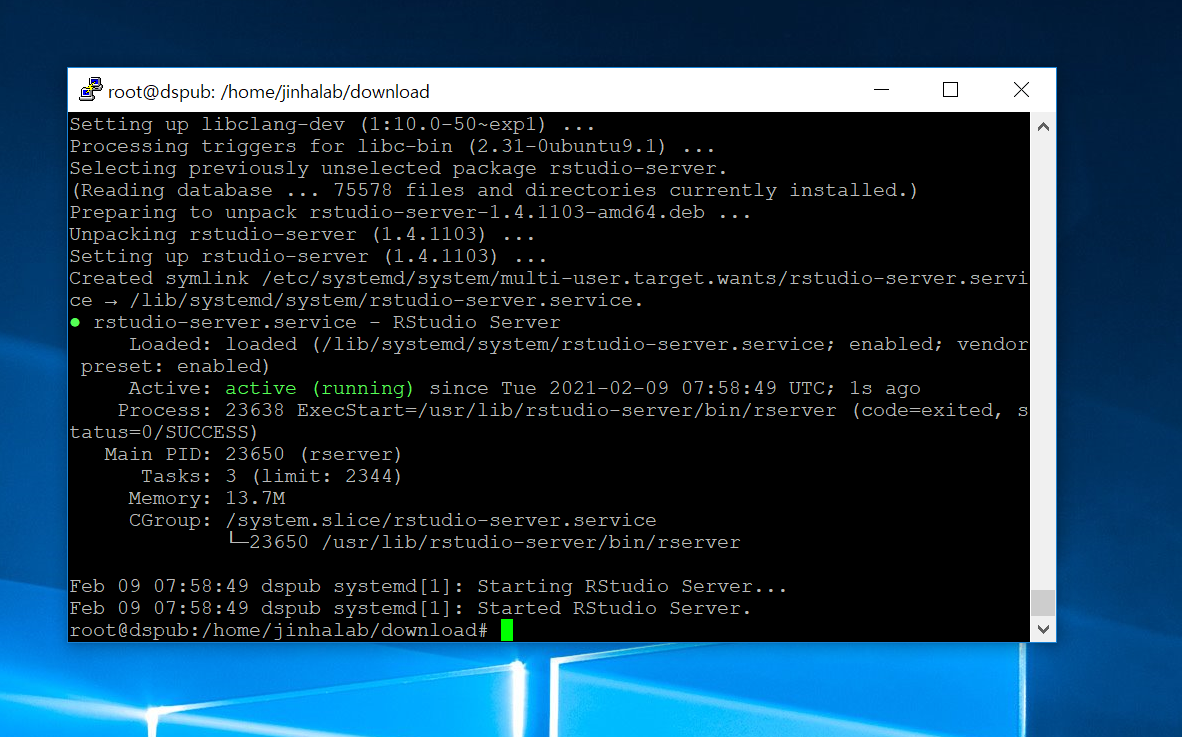 root@dspub: /home/jinhalab/download
Setting up libclang-dev (1:10.0-50~exp1) ...
Processing triggers for libc-bin (2.31-0ubuntu9.1) ...
Selecting previously unselected package rstudio-server.
(Reading database ... 75578 files and directories currently installed.)
Preparing to unpack rstudio-server-1.4.1103-amd64.deb ...
Unpacking rstudio-server (1.4.1103) ...
Setting up rstudio-server (1.4.1103) ...
Created symlink /etc/systemd/system/multi-user.target.wants/rstudio-server.servi
ce → /lib/systemd/system/rstudio-server.service.
● rstudio-server.service - RStudio Server
     Loaded: loaded (/lib/systemd/system/rstudio-server.service; enabled; vendor
 preset: enabled)
     Active: active (running) since Tue 2021-02-09 07:58:49 UTC; 1s ago
    Process: 23638 ExecStart=/usr/lib/rstudio-server/bin/rserver (code=exited, s
tatus=0/SUCCESS)
   Main PID: 23650 (rserver)
      Tasks: 3 (limit: 2344)
     Memory: 13.7M
     CGroup: /system.slice/rstudio-server.service
             └─23650 /usr/lib/rstudio-server/bin/rserver
Feb 09 07:58:49 dspub systemd[1]: Starting RStudio Server...
Feb 09 07:58:49 dspub systemd[1]: Started RStudio Server.
root@dspub:/home/jinhalab/download#